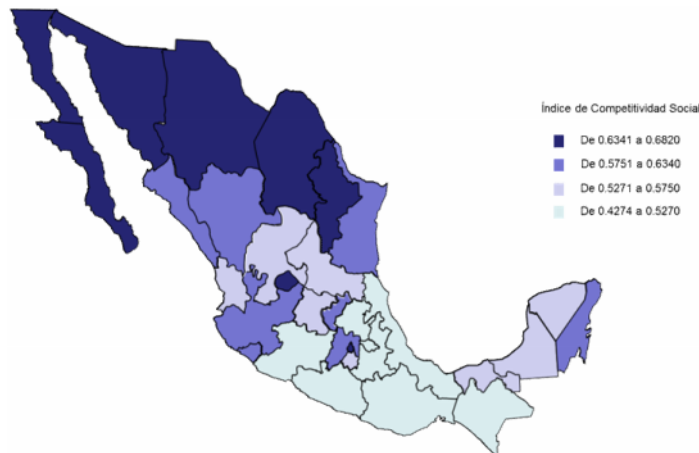 Índice de Competitividad Social
De 0.6341 a 0.6820
De 0.5751 a 0.6340
De 0.5271 a 0.5750
De 0.4274 a 0.5270